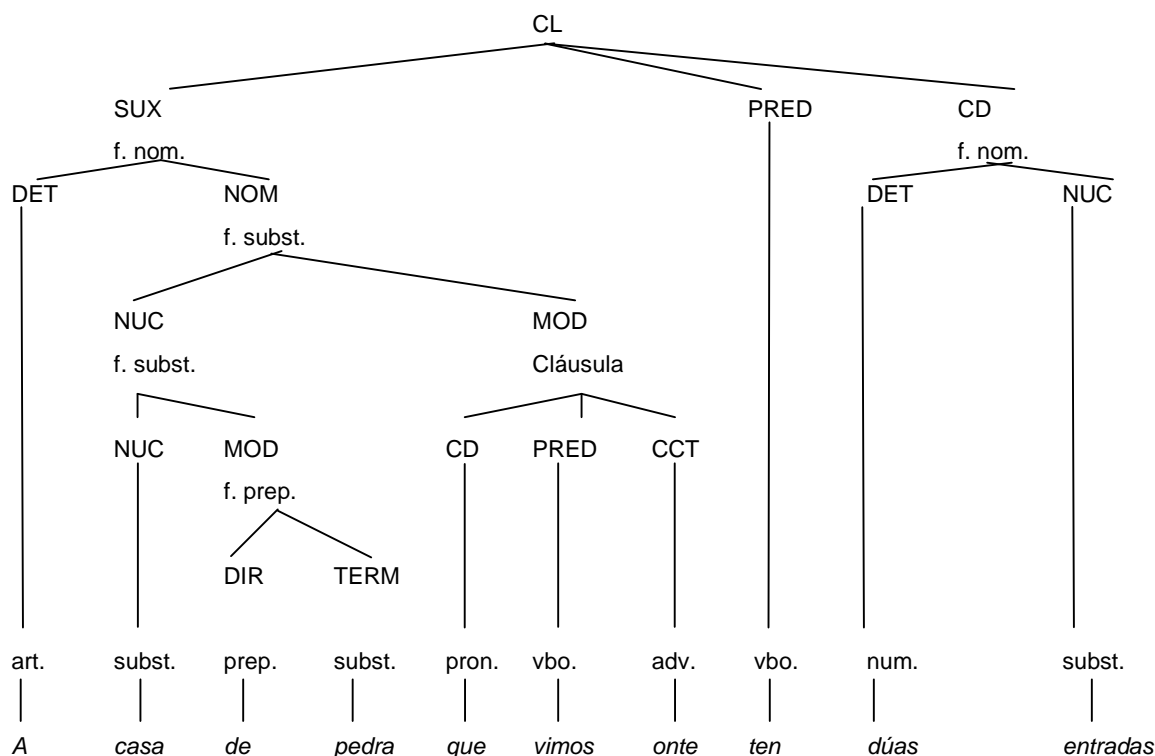 CL
SUX PRED CD
f. nom. f. nom.
DET NOM DET NUC
f. subst.
NUC MOD
f. subst. Cláusula
NUC MOD CD PRED CCT
f. prep.
DIR TERM
art. subst. prep. subst. pron. vbo. adv. vbo. num. subst.
A casa de pedra que vimos onte ten dúas entradas